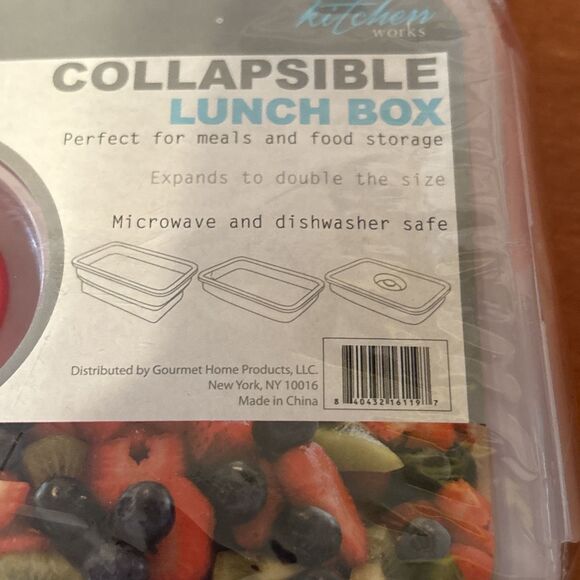 kitchen
works
COLLAPSIBLE
LUNCH BOX
Perfect for meals and food storage
Expands to double the size
Microwave and dishwasher safe
Distributed by Gourmet Home Products, LLC.
New York, NY 10016
Made in China
8 40432 16119 7